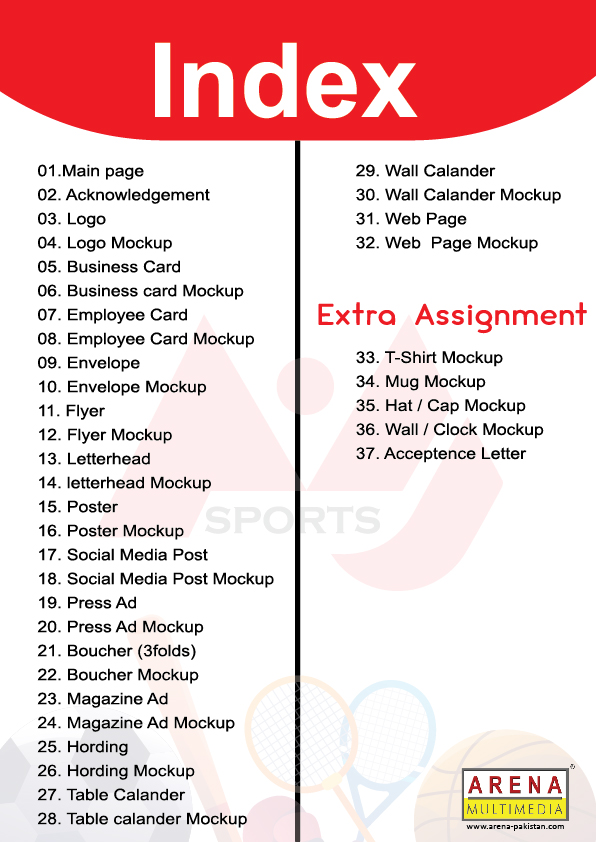 Index
01.Main page
02. Acknowledgement
03. Logo
04. Logo Mockup
05. Business Card
06. Business card Mockup
07. Employee Card
08. Employee Card Mockup
09. Envelope
10. Envelope Mockup
11. Flyer
12. Flyer Mockup
13. Letterhead
14. letterhead Mockup
15. Poster
16. Poster Mockup
17. Social Media Post
18. Social Media Post Mockup
19. Press Ad
20. Press Ad Mockup
21. Boucher (3folds)
22. Boucher Mockup
23. Magazine Ad
24. Magazine Ad Mockup
25. Hording
26. Hording Mockup
27. Table Calander
28. Table calander Mockup
29. Wall Calander
30. Wall Calander Mockup
31. Web Page
32. Web  Page Mockup
Extra Assignment
33. T-Shirt Mockup
34. Mug Mockup
35. Hat / Cap Mockup
36. Wall / Clock Mockup
37. Acceptence Letter
SPORTS
ARENA®
MULTIMEDIA
www.arena-pakistan.com